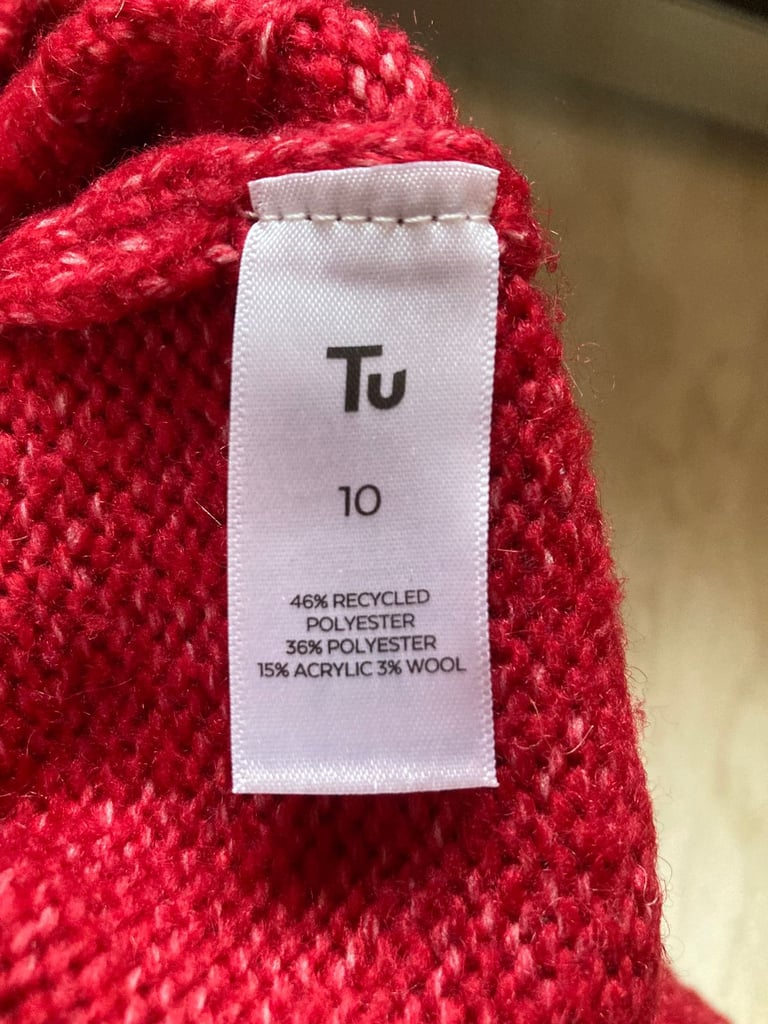 Tu
10
46% RECYCLED
POLYESTER
36% POLYESTER
15% ACRYLIC 3% WOOL